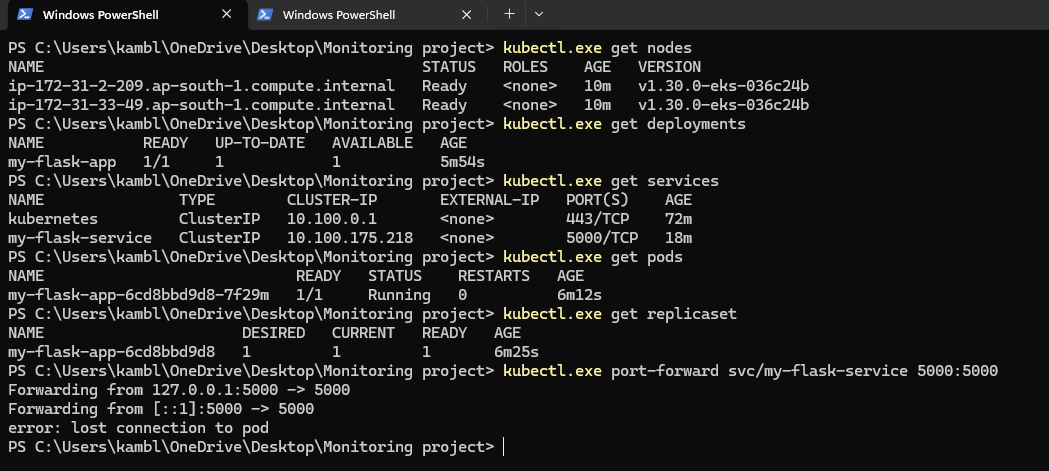 Windows PowerShell
Windows PowerShell
PS C:\Users\kambl\OneDrive\Desktop\Monitoring project> kubectl.exe get nodes
NAME STATUS ROLES AGE VERSION
ip-172-31-2-209.ap-south-1.compute.internal Ready <none> 10m v1.30.0-eks-036c24b
ip-172-31-33-49.ap-south-1.compute.internal Ready <none> 10m v1.30.0-eks-036c24b
PS C:\Users\kambl\OneDrive\Desktop\Monitoring project> kubectl.exe get deployments
NAME READY UP-TO-DATE AVAILABLE AGE
my-flask-app 1/1 1 1 5m54s
PS C:\Users\kambl\OneDrive\Desktop\Monitoring project> kubectl.exe get services
NAME TYPE CLUSTER-IP EXTERNAL-IP PORT(S) AGE
kubernetes ClusterIP 10.100.0.1 <none> 443/TCP 72m
my-flask-service ClusterIP 10.100.175.218 <none> 5000/TCP 18m
PS C:\Users\kambl\OneDrive\Desktop\Monitoring project> kubectl.exe get pods
NAME READY STATUS RESTARTS AGE
my-flask-app-6cd8bbd9d8-7f29m 1/1 Running 0 6m12s
PS C:\Users\kambl\OneDrive\Desktop\Monitoring project> kubectl.exe get replicaset
NAME DESIRED CURRENT READY AGE
my-flask-app-6cd8bbd9d8 1 1 1 6m25s
PS C:\Users\kambl\OneDrive\Desktop\Monitoring project> kubectl.exe port-forward svc/my-flask-service 5000:5000
Forwarding from 127.0.0.1:5000 -> 5000
Forwarding from [::1]:5000 -> 5000
error: lost connection to pod
PS C:\Users\kambl\OneDrive\Desktop\Monitoring project>